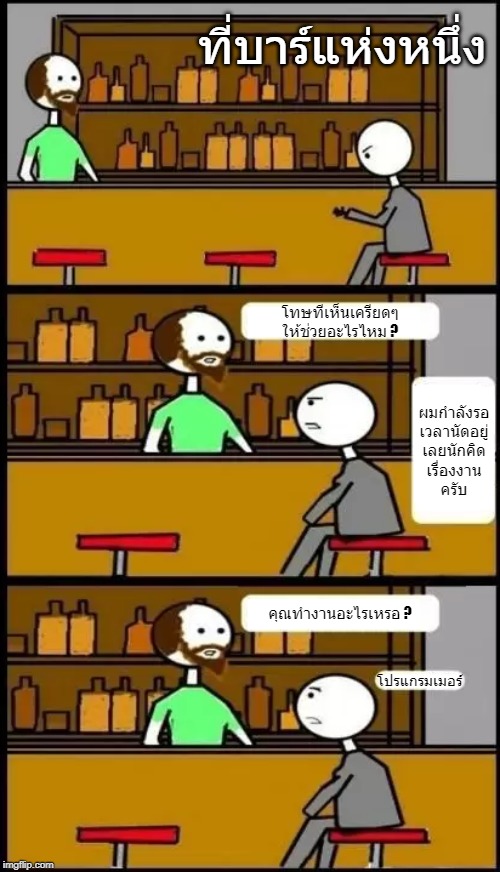 ที่บาร์แห่งหนึ่ง
โทษทีเห็นเครียดๆ
ให้ช่วยอะไรไหม ?
ผมกำลังรอ
เวลานัดอยู่
เลยนักคิด
เรื่องงาน
ครับ
คุณทำงานอะไรเหรอ ?
โปรแกรมเมอร์
imgflip.com